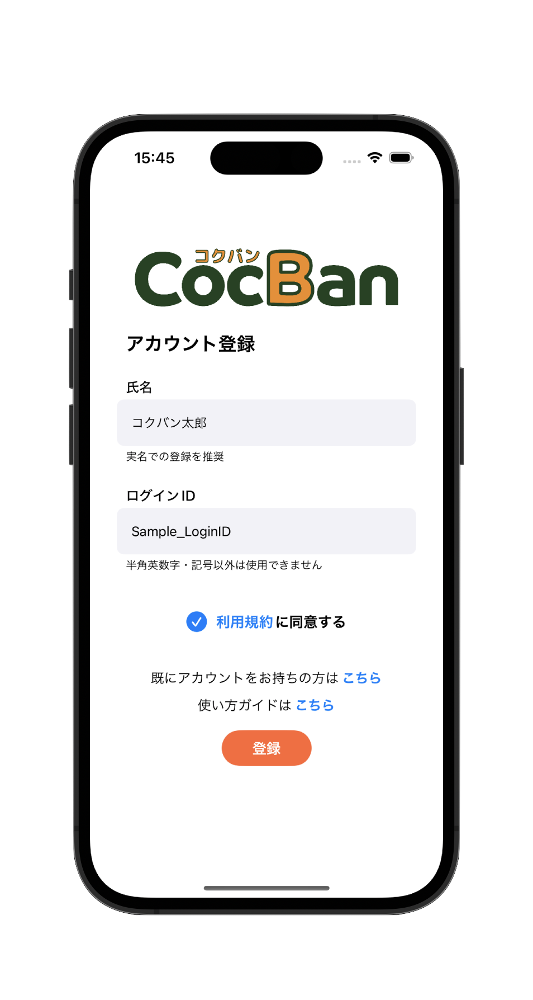 15:45
コクバン
CocBan
アカウント登録
氏名
コクバン太郎
実名での登録を推奨
ログインID
Sample_LoginID
半角英数字・記号以外は使用できません
利用規約に同意する
既にアカウントをお持ちの方は こちら
使い方ガイドは こちら
登録